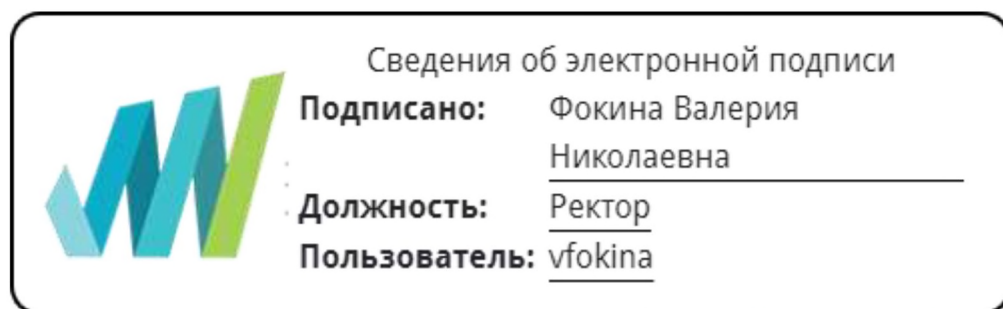 Сведения об электронной подписи
Подписано: Фокина Валерия
Николаевна
Должность: Ректор
Пользователь: vfokina